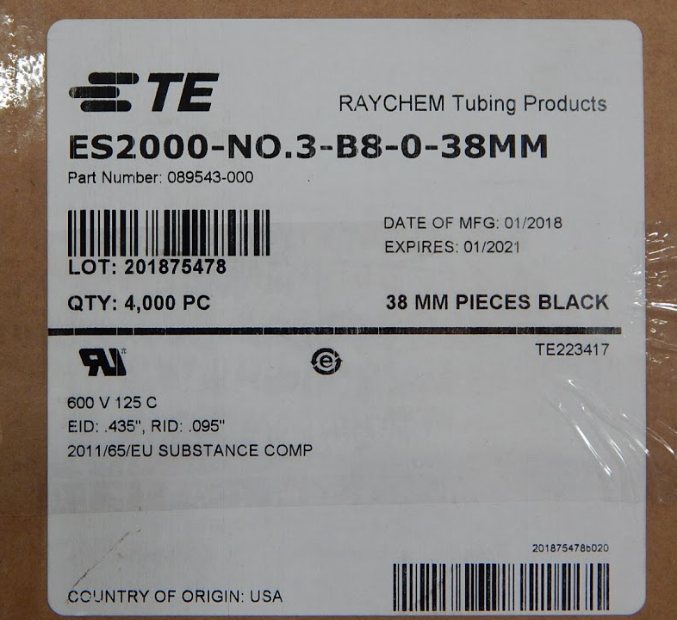 TE
RAYCHEM Tubing Products
ES2000-NO.3-B8-0-38MM
Part Number: 089543-000
DATE OF MFG: 01/2018
EXPIRES: 01/2021
LOT: 201875478
QTY: 4,000 PC
38 MM PIECES BLACK
TE223417
600 V 125 C
EID: .435", RID: .095"
2011/65/EU SUBSTANCE COMP
201875478b020
COUNTRY OF ORIGIN: USA